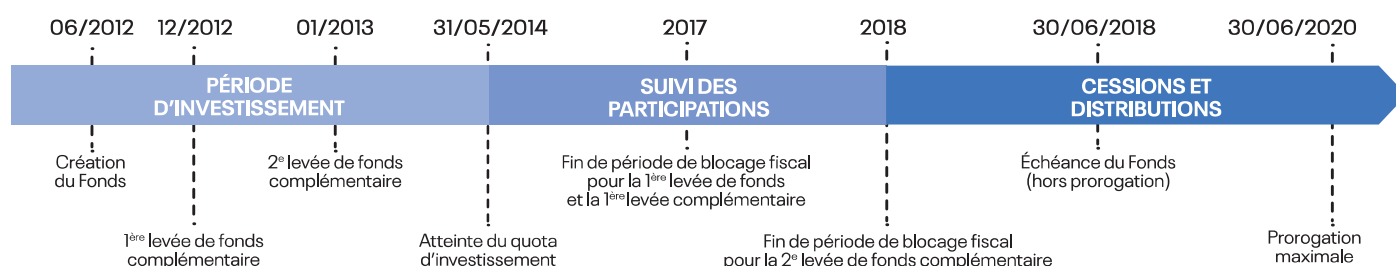 06/2012 12/2012 01/2013 31/05/2014 2017 2018 30/06/2018 30/06/2020
PÉRIODE
D'INVESTISSEMENT
SUIVI DES
PARTICIPATIONS
CESSIONS ET
DISTRIBUTIONS
Création
du Fonds
2e levée de fonds
complémentaire
Fin de période de blocage fiscal
pour la 1ère levée de fonds
et la 1ère levée complémentaire
Échéance du Fonds
(hors prorogation)
1ère levée de fonds
complémentaire
Atteinte du quota
d'investissement
Fin de période de blocage fiscal
pour la 2e levée de fonds complémentaire
Prorogation
maximale